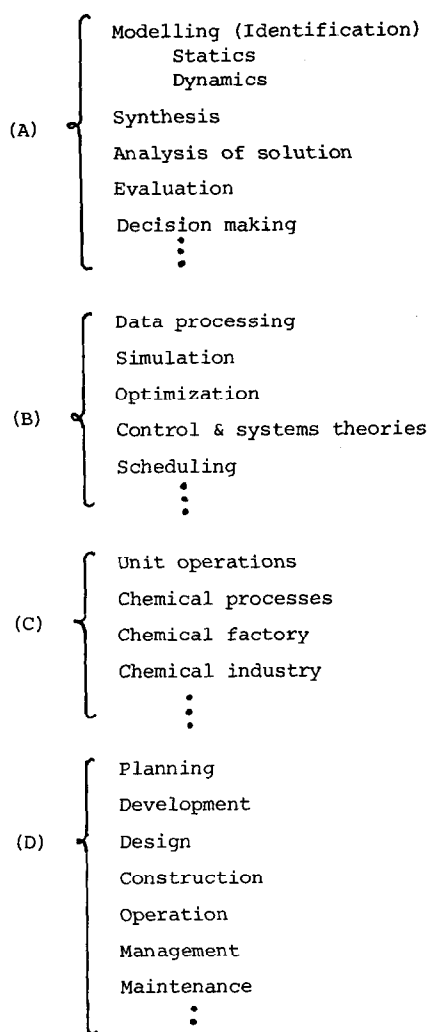 (A)
Modelling (Identification)
Statics
Dynamics
Synthesis
Analysis of solution
Evaluation
Decision making
(B)
Data processing
Simulation
Optimization
Control & systems theories
Scheduling
(C)
Unit operations
Chemical processes
Chemical factory
Chemical industry
(D)
Planning
Development
Design
Construction
Operation
Management
Maintenance